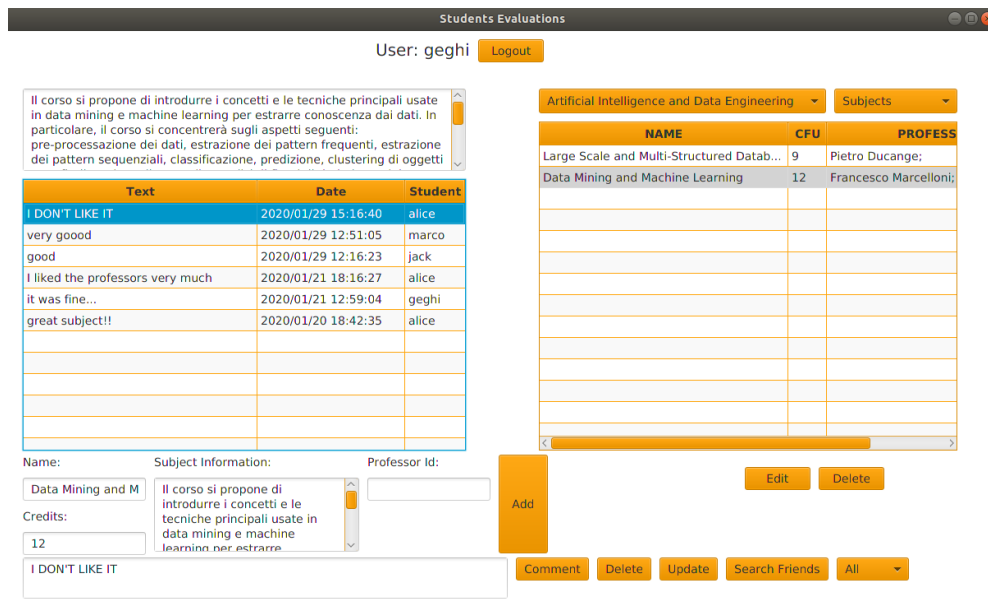 Students Evaluations
User: geghi Logout
Il corso si propone di introdurre i concetti e le tecniche principali usate
in data mining e machine learning per estrarre conoscenza dai dati. In
particolare, il corso si concentrerà sugli aspetti seguenti:
pre-processazione dei dati, estrazione dei pattern frequenti, estrazione
dei pattern sequenziali, classificazione, predizione, clustering di oggetti
Text Date Student
I DON'T LIKE IT 2020/01/29 15:16:40 alice
very goood 2020/01/29 12:51:05 marco
good 2020/01/29 12:16:23 jack
I liked the professors very much 2020/01/21 18:16:27 alice
it was fine... 2020/01/21 12:59:04 geghi
great subject!! 2020/01/20 18:42:35 alice
Artificial Intelligence and Data Engineering Subjects
NAME CFU PROFESS
Large Scale and Multi-Structured Datab... 9 Pietro Ducange;
Data Mining and Machine Learning 12 Francesco Marcelloni;
Edit Delete
Name: Subject Information: Professor Id:
Data Mining and M
Credits:
12
Il corso si propone di
introdurre i concetti e le
tecniche principali usate in
data mining e machine
learning per estrarre
Add
I DON'T LIKE IT
Comment Delete Update Search Friends All